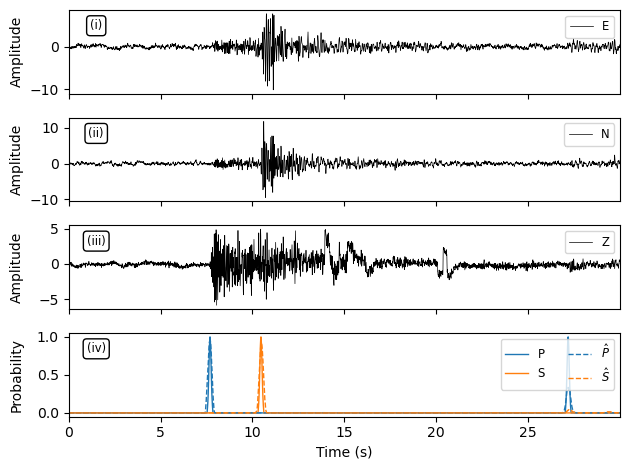 (i)
E
Amplitude
0
−10
(ii)
N
Amplitude
10
0
−10
(iii)
Z
Amplitude
5
0
−5
(iv)
P
S
P̂
Ŝ
Probability
1.0
0.5
0.0
0 5 10 15 20 25
Time (s)